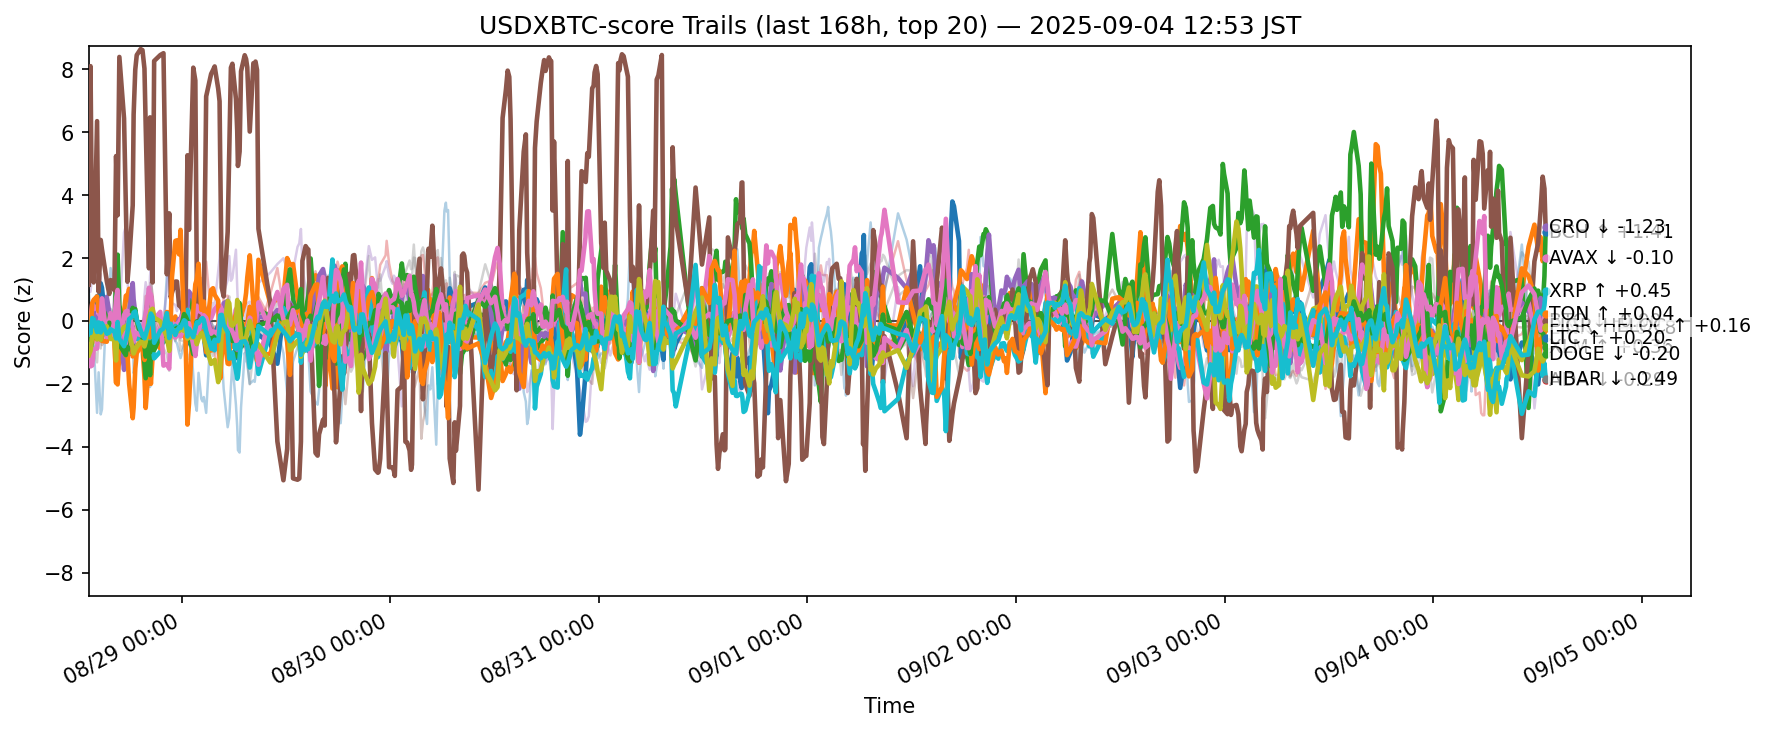 USDXBTC-score Trails (last 168h, top 20) — 2025-09-04 12:53 JST
Score (z)
8
6
4
2
0
−2
−4
−6
−8
CRO ↓ -1.23
AVAX ↓ -0.10
XRP ↑ +0.45
TON ↑ +0.04
↑ +0.16
LTC ↑ +0.20
DOGE ↓ -0.20
HBAR ↓ -0.49
08/29 00:00
08/30 00:00
08/31 00:00
09/01 00:00
09/02 00:00
09/03 00:00
09/04 00:00
09/05 00:00
Time